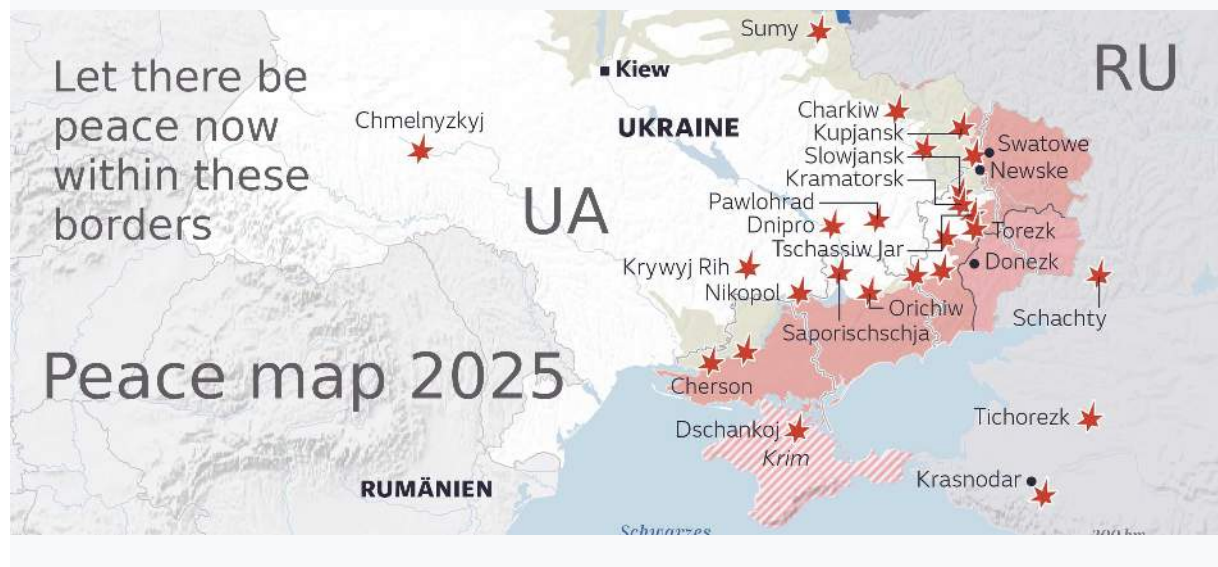 Let there be
peace now
within these
borders
Peace map 2025
UA
RU
Sumy
Kiew
UKRAINE
Chmelnyzkyj
Charkiw
Kupjansk
Slowjansk
Kramatorsk
Swatowe
Newske
Pawlohrad
Dnipro
Tschassiw Jar
Torezk
Donezk
Krywyj Rih
Nikopol
Orichiw
Saporischschja
Schachty
Cherson
Dschankoj
Krim
Tichorezk
Krasnodar
RUMÄNIEN
Schwarzes
200 km